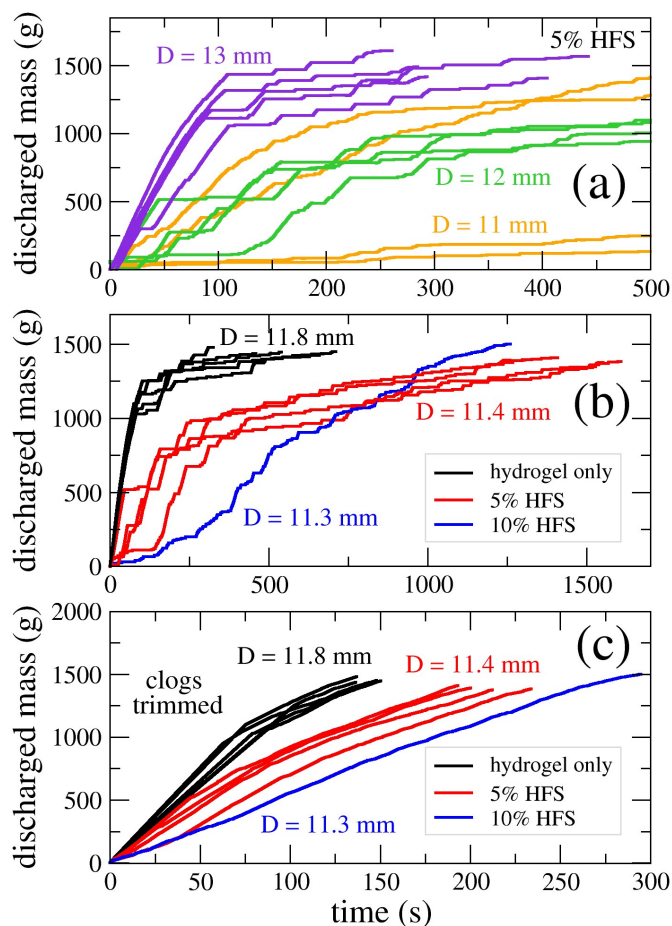 D = 13 mm
5% HFS
1500
1000
500
0
discharged mass (g)
D = 12 mm
(a)
D = 11 mm
0
100
200
300
400
500
D = 11.8 mm
1500
1000
500
0
discharged mass (g)
D = 11.4 mm
(b)
D = 11.3 mm
hydrogel only
5% HFS
10% HFS
0
500
1000
1500
2000
1500
1000
500
0
discharged mass (g)
(c)
D = 11.8 mm
D = 11.4 mm
clogs
trimmed
hydrogel only
5% HFS
10% HFS
D = 11.3 mm
0
50
100
150
200
250
300
time (s)